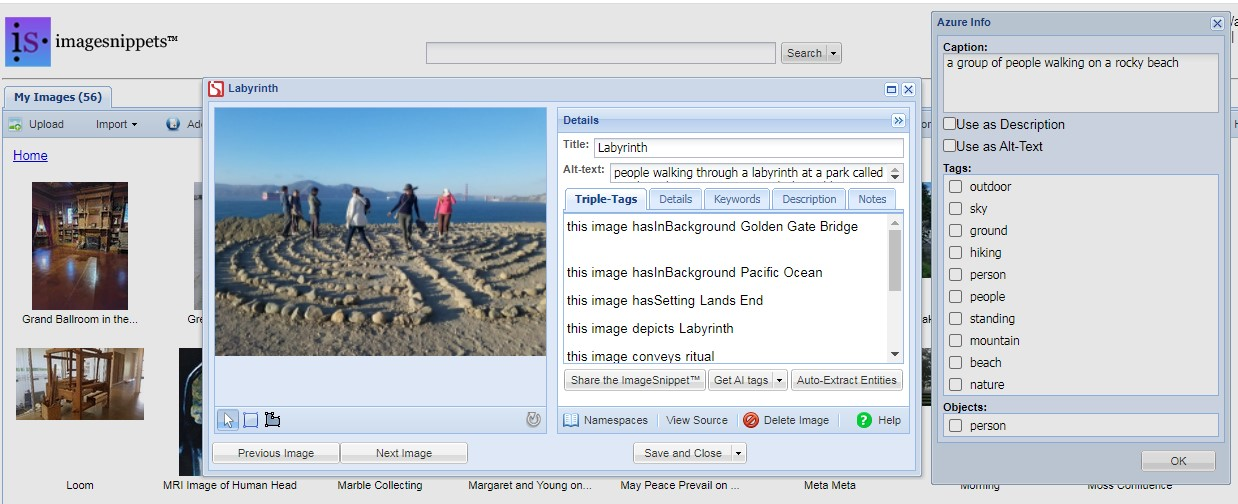 is.
imagesnippets™
Search
My Images (56)
Upload
Import
Home
Grand Ballroom in the...
Loom
MRI Image of Human Head
Marble Collecting
Margaret and Young on...
May Peace Prevail on ...
Meta Meta
Morning
Moss Confluence
Labyrinth
Details
Title:
Labyrinth
Alt-text:
people walking through a labyrinth at a park called
Triple-Tags
Details
Keywords
Description
Notes
this image hasInBackground Golden Gate Bridge
this image hasInBackground Pacific Ocean
this image hasSetting Lands End
this image depicts Labyrinth
this image conveys ritual
Share the ImageSnippet™
Get AI tags
Auto-Extract Entities
Namespaces
View Source
Delete Image
Help
Previous Image
Next Image
Save and Close
Azure Info
Caption:
a group of people walking on a rocky beach
Use as Description
Use as Alt-Text
Tags:
outdoor
sky
ground
hiking
person
people
standing
mountain
beach
nature
Objects:
person
OK